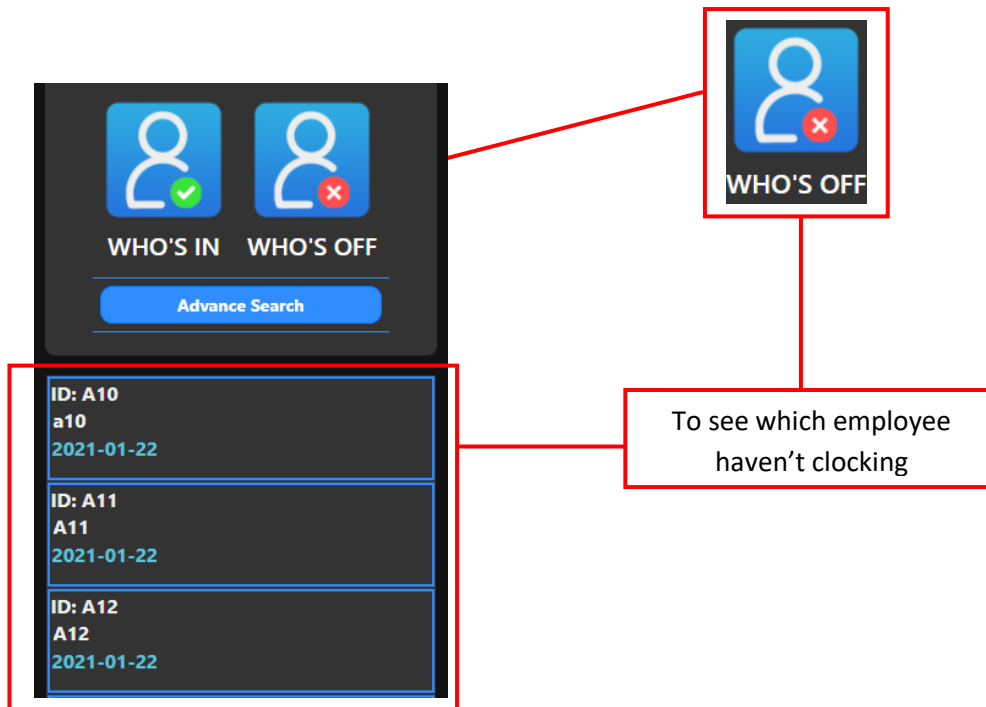 WHO'S IN WHO'S OFF
Advance Search
ID: A10
a10
2021-01-22
ID: A11
A11
2021-01-22
ID: A12
A12
2021-01-22
WHO'S OFF
To see which employee
haven’t clocking